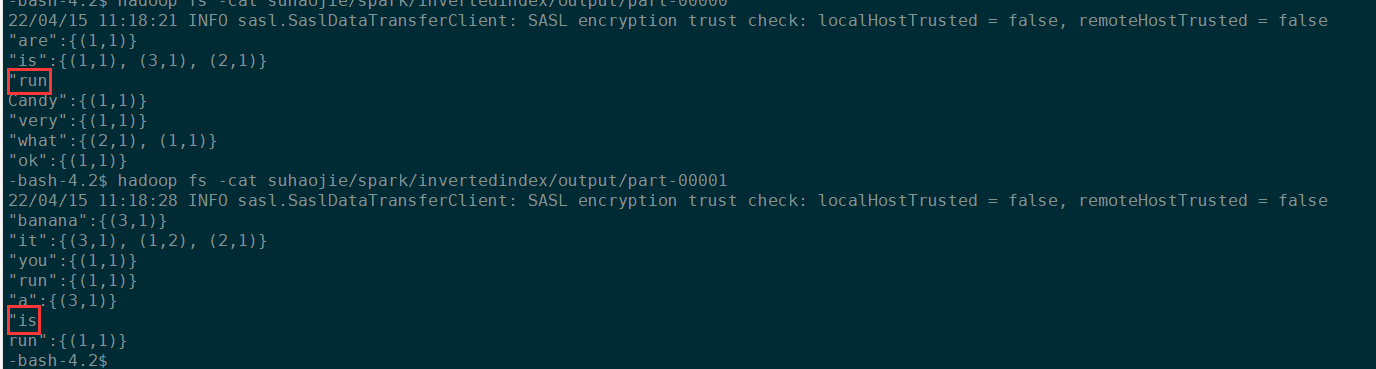 -bash-4.2$ hadoop fs -cat suhaojie/spark/invertedindex/output/part-00000
22/04/15 11:18:21 INFO sasl.SaslDataTransferClient: SASL encryption trust check: localHostTrusted = false, remoteHostTrusted = false
"are":{(1,1)}
"is":{(1,1), (3,1), (2,1)}
"run
Candy":{(1,1)}
"very":{(1,1)}
"what":{(2,1), (1,1)}
"ok":{(1,1)}
-bash-4.2$ hadoop fs -cat suhaojie/spark/invertedindex/output/part-00001
22/04/15 11:18:28 INFO sasl.SaslDataTransferClient: SASL encryption trust check: localHostTrusted = false, remoteHostTrusted = false
"banana":{(3,1)}
"it":{(3,1), (1,2), (2,1)}
"you":{(1,1)}
"run":{(1,1)}
"a":{(3,1)}
"is
run":{(1,1)}
-bash-4.2$